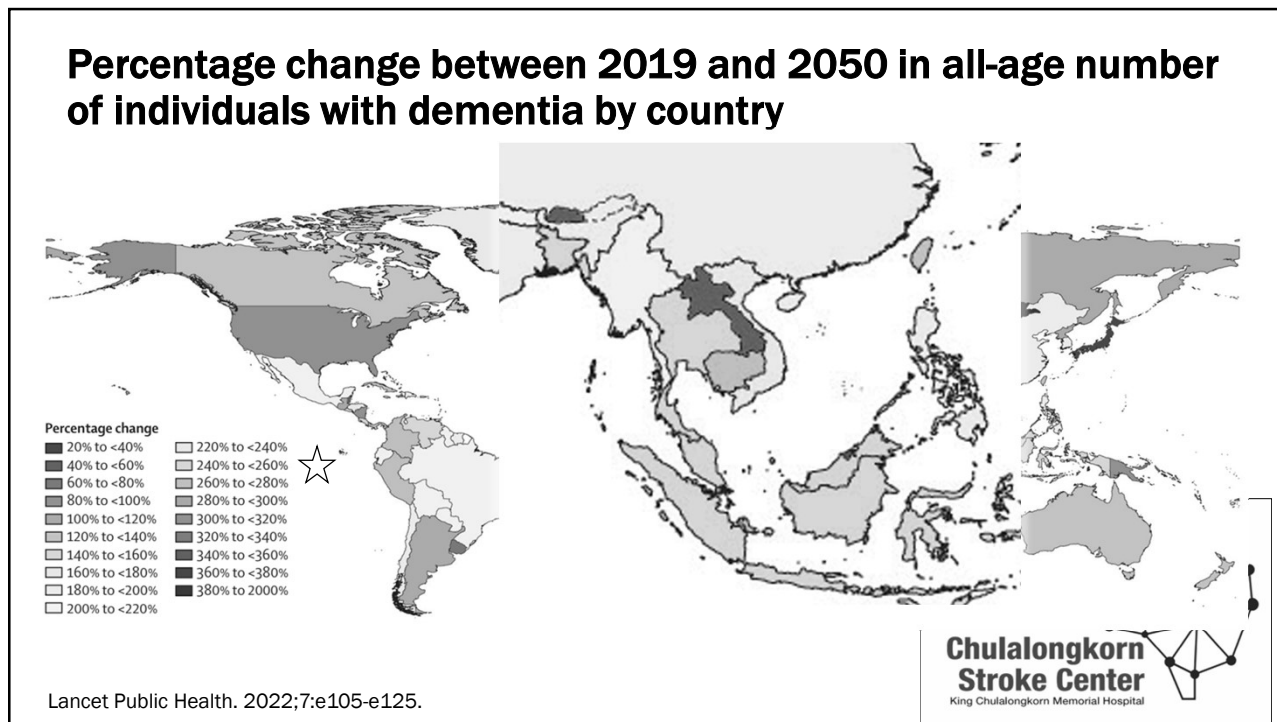 Percentage change between 2019 and 2050 in all-age number
of individuals with dementia by country
Percentage change
20% to <40%
40% to <60%
60% to <80%
80% to <100%
100% to <120%
120% to <140%
140% to <160%
160% to <180%
180% to <200%
200% to <220%
220% to <240%
240% to <260%
260% to <280%
280% to <300%
300% to <320%
320% to <340%
340% to <360%
360% to <380%
380% to 2000%
Chulalongkorn
Stroke Center
King Chulalongkorn Memorial Hospital
Lancet Public Health. 2022;7:e105-e125.